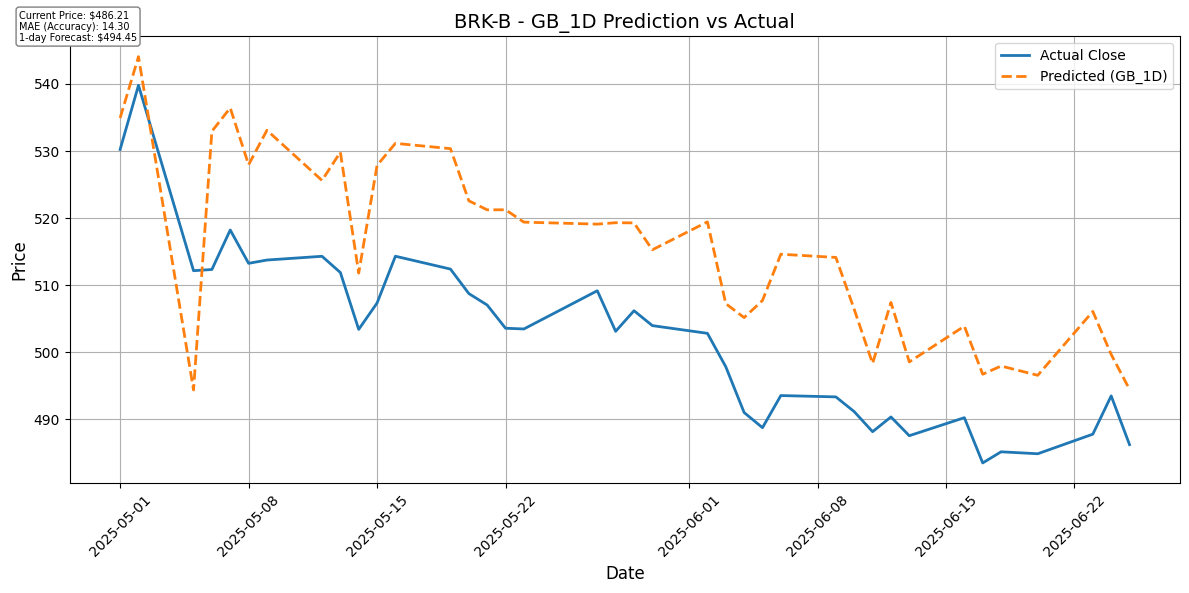 Current Price: $486.21
MAE (Accuracy): 14.30
1-day Forecast: $494.45
BRK-B - GB_1D Prediction vs Actual
Actual Close
Predicted (GB_1D)
Price
540
530
520
510
500
490
2025-05-01
2025-05-08
2025-05-15
2025-05-22
2025-06-01
2025-06-08
2025-06-15
2025-06-22
Date